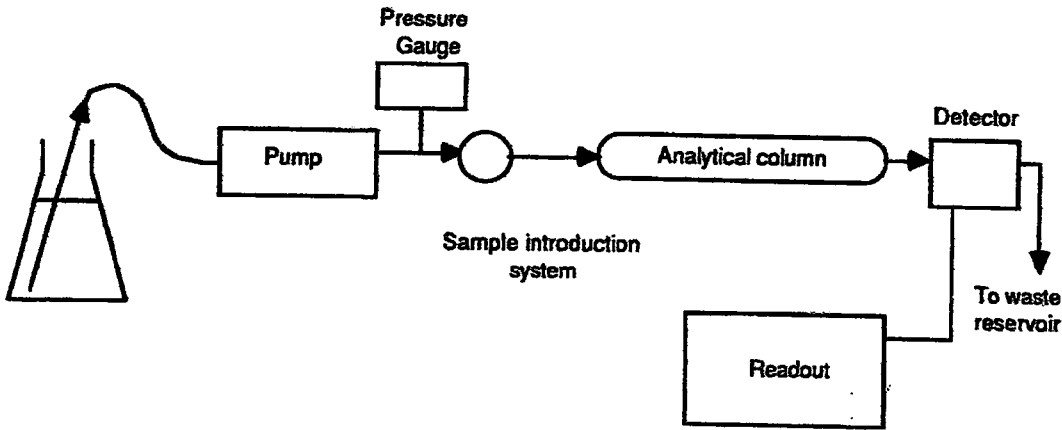 Pressure
Gauge
Pump
Analytical column
Detector
Sample introduction
system
To waste
reservoir
Readout